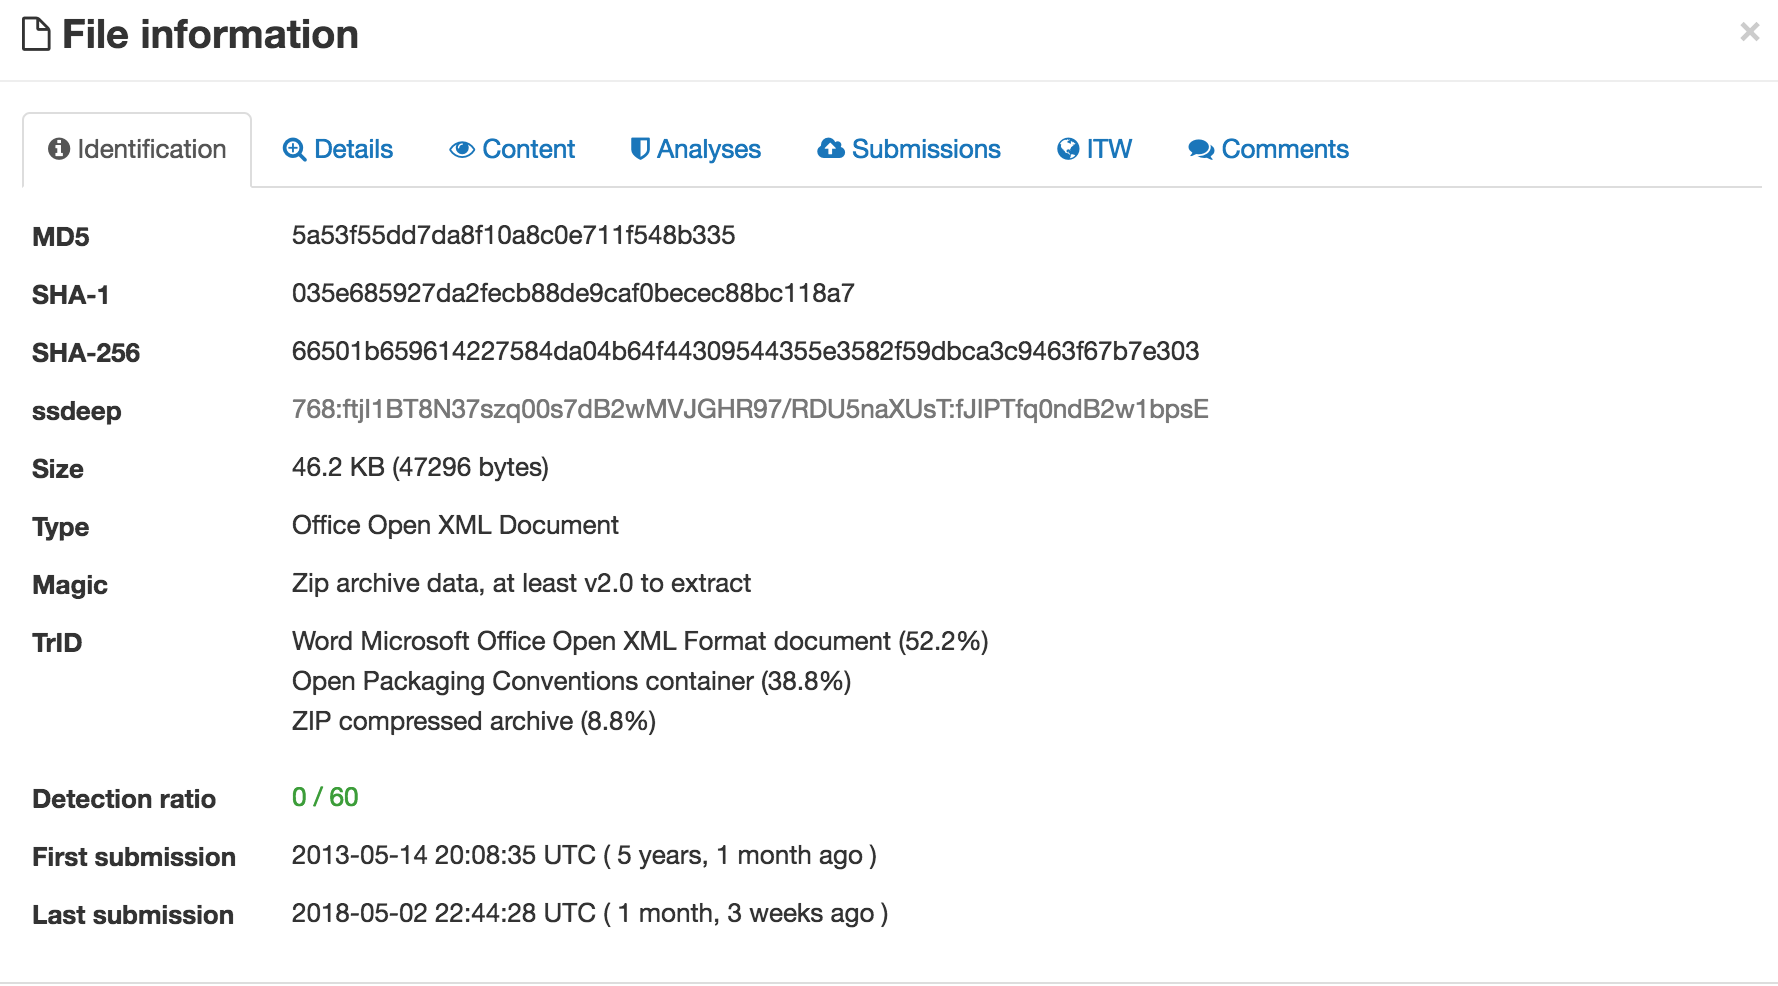 File information
×
Identification Details Content Analyses Submissions ITW Comments
MD5 5a53f55dd7da8f10a8c0e711f548b335
SHA-1 035e685927da2fecb88de9caf0becec88bc118a7
SHA-256 66501b659614227584da04b64f44309544355e3582f59dbca3c9463f67b7e303
ssdeep 768:ftjI1BT8N37szq00s7dB2wMVJGHR97/RDU5naXUsT:fJIPTfq0ndB2w1bpsE
Size 46.2 KB (47296 bytes)
Type Office Open XML Document
Magic Zip archive data, at least v2.0 to extract
TrID Word Microsoft Office Open XML Format document (52.2%)
Open Packaging Conventions container (38.8%)
ZIP compressed archive (8.8%)
Detection ratio 0 / 60
First submission 2013-05-14 20:08:35 UTC ( 5 years, 1 month ago )
Last submission 2018-05-02 22:44:28 UTC ( 1 month, 3 weeks ago )